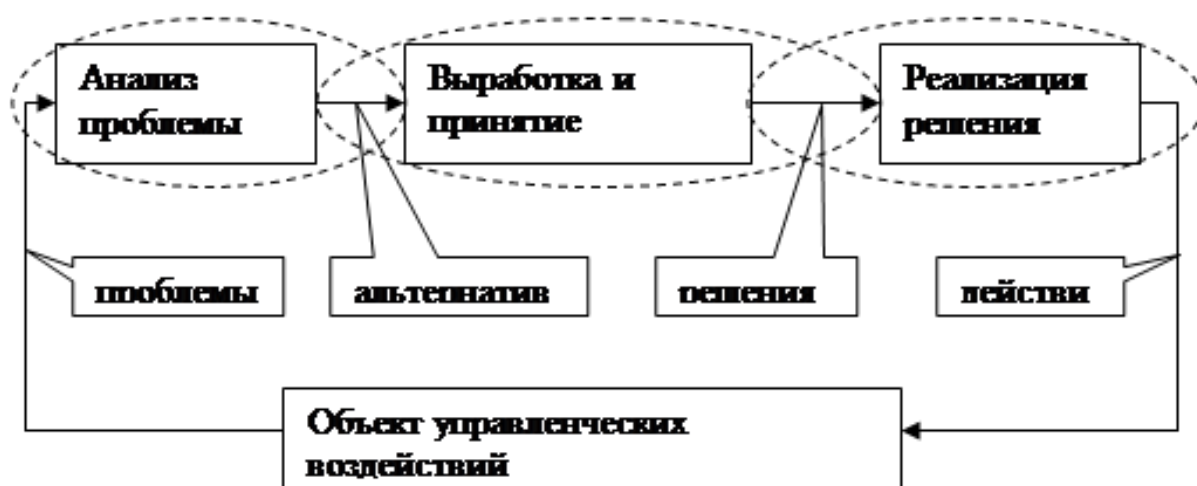 Анализ
проблемы
Выработка и
принятие
Реализация
решения
проблемы
альтернатив
решения
действи
Объект управленческих
воздействий